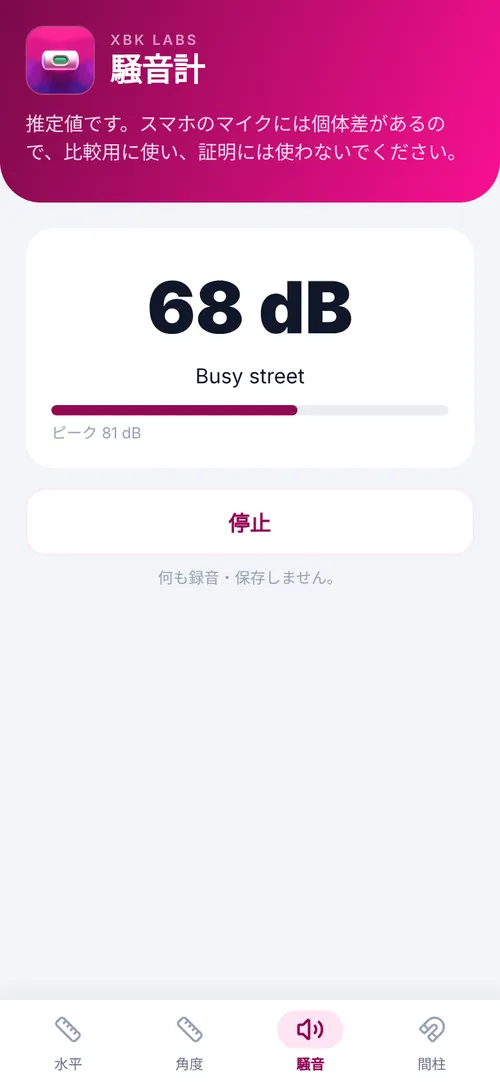 XBK LABS
騒音計
推定値です。スマホのマイクには個体差があるの
で、比較用に使い、証明には使わないでください。
68 dB
Busy street
ピーク 81 dB
停止
何も録音・保存しません。
水平
角度
騒音
間柱